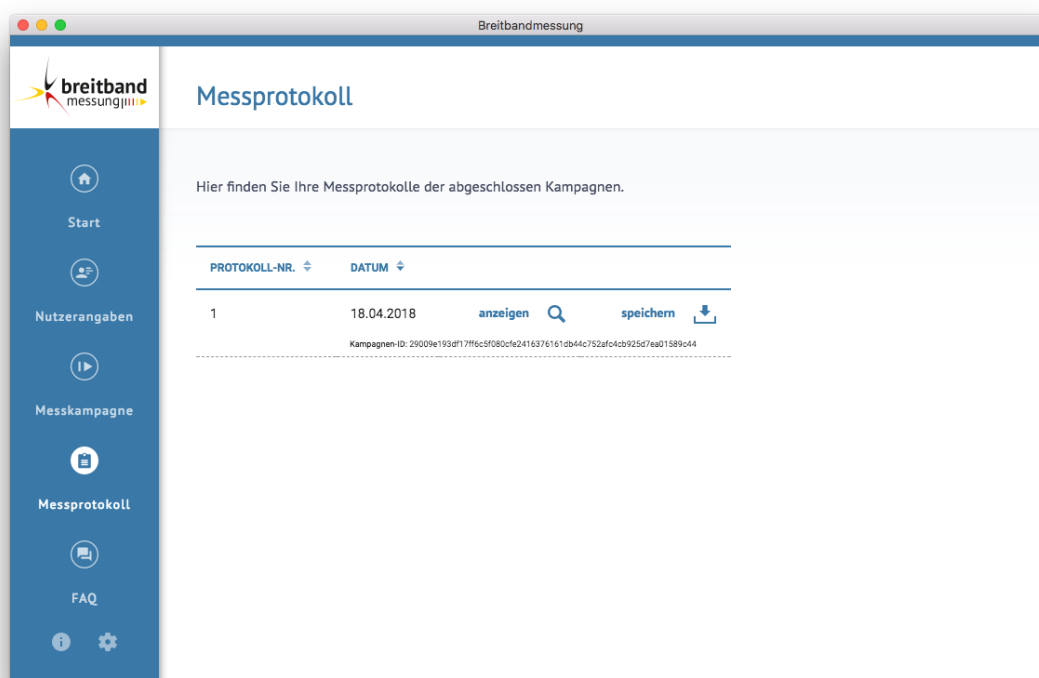 Breitbandmessung
breitband
messung
Messprotokoll
Hier finden Sie Ihre Messprotokolle der abgeschlossen Kampagnen.
PROTOKOLL-NR. DATUM
1 18.04.2018 anzeigen speichern
Kampagnen-ID: 29009e193df17ff6c5f080cfe2416376161db44c752afc4cb925d7ea01589c44
Start
Nutzerangaben
Messkampagne
Messprotokoll
FAQ